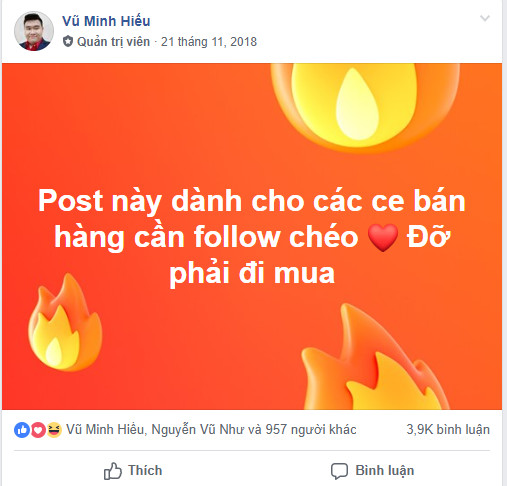 Vũ Minh Hiếu
Quản trị viên · 21 tháng 11, 2018
Post này dành cho các ce bán
hàng cần follow chéo ❤️ Đỡ
phải đi mua
Vũ Minh Hiếu, Nguyễn Vũ Như và 957 người khác
3,9K bình luận
Thích
Bình luận